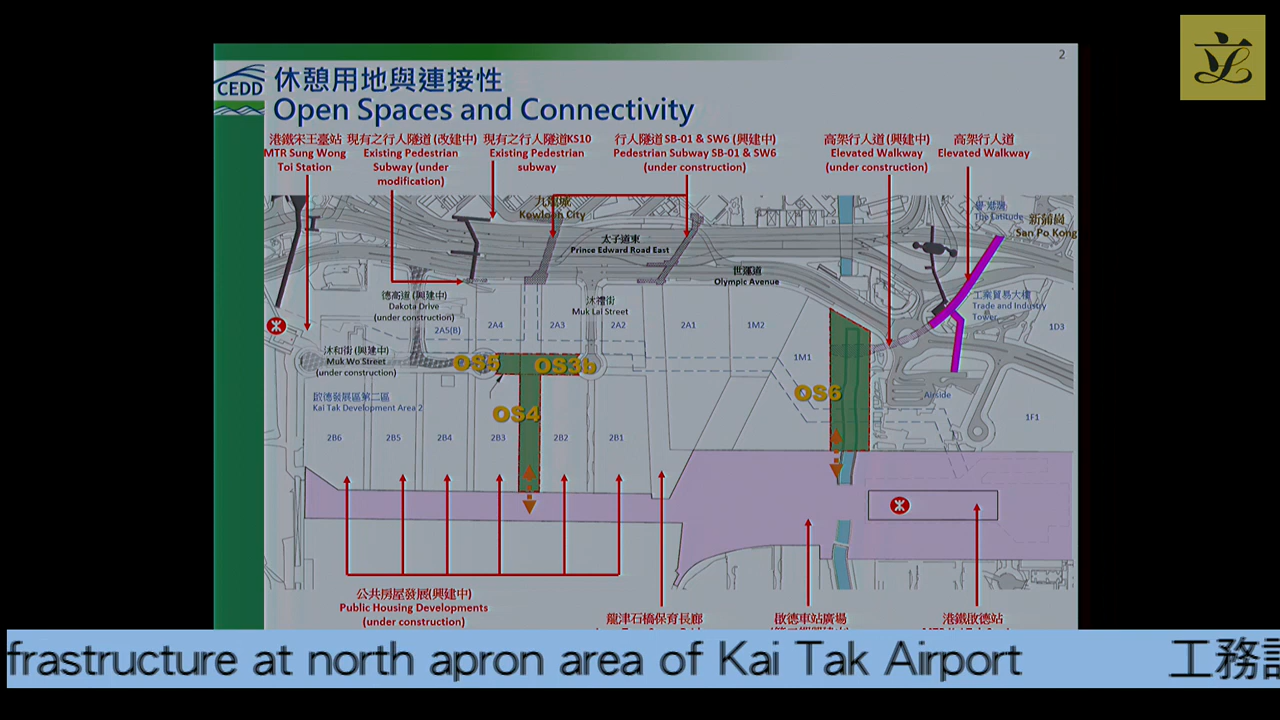 2
立
CEDD
休憩用地與連接性
Open Spaces and Connectivity
港鐵宋王臺站
MTR Sung Wong
Toi Station
現有之行人隧道 (改建中)
Existing Pedestrian
Subway (under
modification)
現有之行人隧道KS10
Existing Pedestrian
subway
行人隧道 SB-01 & SW6 (興建中)
Pedestrian Subway SB-01 & SW6
(under construction)
高架行人道 (興建中)
Elevated Walkway
(under construction)
高架行人道
Elevated Walkway
九龍城
Kowloon City
太子道東
Prince Edward Road East
世運道
Olympic Avenue
The Latitude
新蒲崗
San Po Kong
工業貿易大樓
Trade and Industry
Tower
德高道 (興建中)
Dakota Drive
(under construction)
沐禮街
Muk Lai Street
沐和街 (興建中)
Muk Wo Street
(under construction)
2A5(B)
2A4
2A3
2A2
2A1
1M2
1M1
1D3
OS5
OS3b
OS4
OS6
啟德發展區第二區
Kai Tak Development Area 2
Airside
1F1
2B6
2B5
2B4
2B3
2B2
2B1
公共房屋發展(興建中)
Public Housing Developments
(under construction)
龍津石橋保育長廊
啟德車站廣場
港鐵啟德站
frastructure at north apron area of Kai Tak Airport
工務